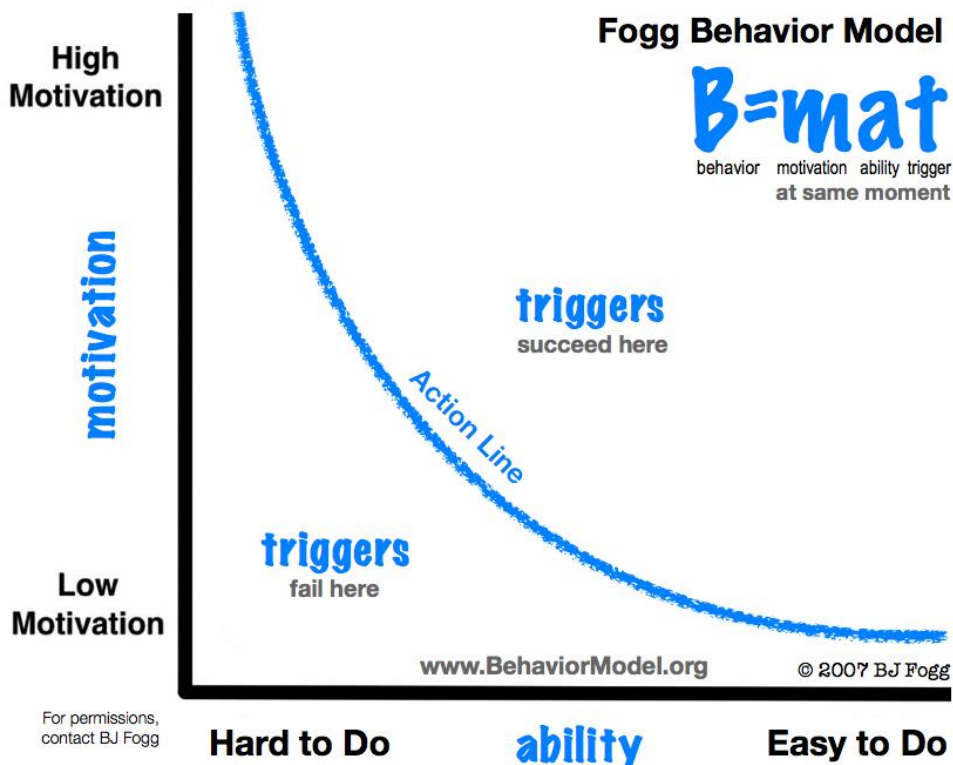 Fogg Behavior Model
B=mat
behavior motivation ability trigger
at same moment
High
Motivation
motivation
triggers
succeed here
Action Line
triggers
fail here
Low
Motivation
www.BehaviorModel.org
© 2007 BJ Fogg
For permissions,
contact BJ Fogg
Hard to Do
ability
Easy to Do